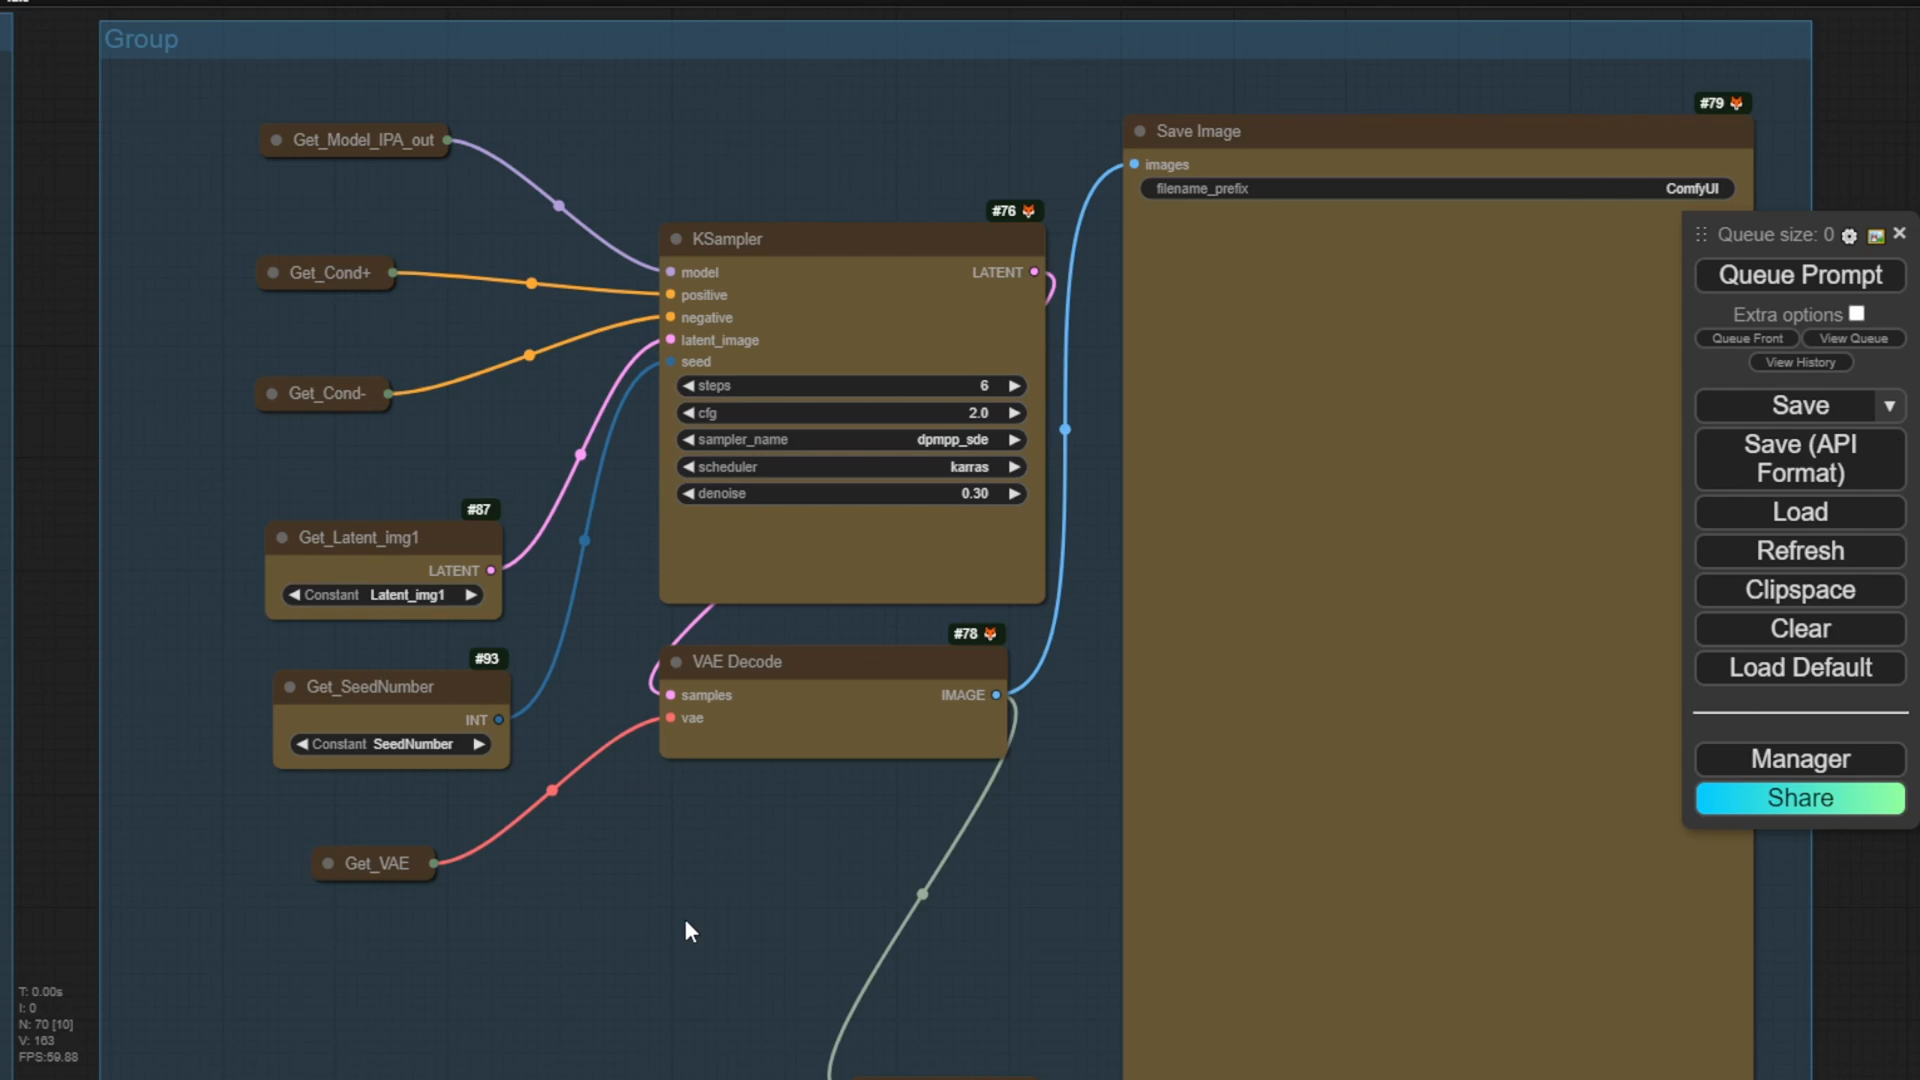 Group
#79
Get_Model_IPA_out
Save Image
images
filename_prefix ComfyUI
#76
KSampler
Queue size: 0
Get_Cond+
model LATENT
Queue Prompt
positive
negative
Extra options
latent_image
Queue Front View Queue
seed
View History
steps 6
Get_Cond-
cfg 2.0
Save
sampler_name dpmpp_sde
Save (API
Format)
scheduler karras
denoise 0.30
#87
Load
Get_Latent_img1
Refresh
LATENT
Constant Latent_img1
Clipspace
Clear
#78
#93
VAE Decode
Load Default
Get_SeedNumber
samples IMAGE
INT
vae
Constant SeedNumber
Manager
Share
Get_VAE
T: 0.00s
I: 0
N: 70 [10]
V: 163
FPS:59.88